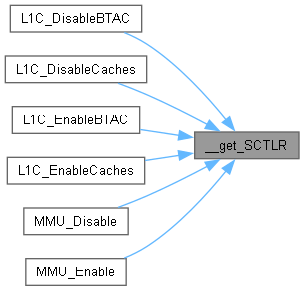 L1C_DisableBTAC
L1C_DisableCaches
L1C_EnableBTAC
__get_SCTLR
L1C_EnableCaches
MMU_Disable
MMU_Enable